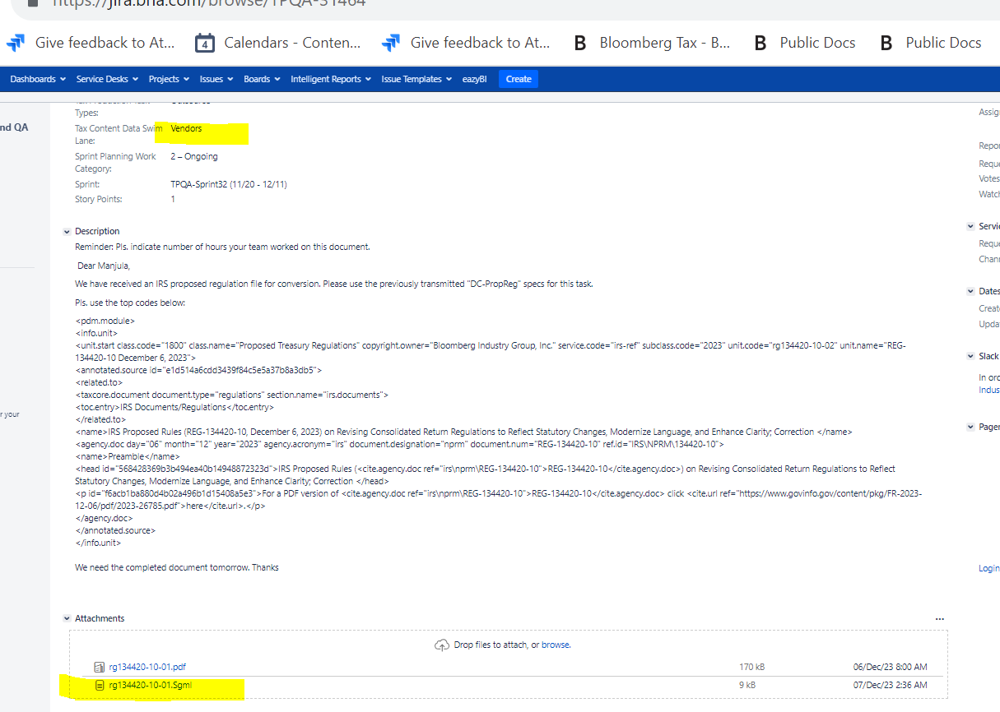 https://jira.bna.com/browse/TPQA-31464
Give feedback to At...
4
Calendars - Conten...
Give feedback to At...
B Bloomberg Tax - B...
B Public Docs
B Public Docs
Dashboards
Service Desks
Projects
Issues
Boards
Intelligent Reports
Issue Templates
eazyBI
Create
nd QA
r your
Types:
Tax Content Data Swim Lane: Vendors
Sprint Planning Work Category: 2 – Ongoing
Sprint: TPQA-Sprint32 (11/20 - 12/11)
Story Points: 1
Description
Reminder: Pls. indicate number of hours your team worked on this document.
Dear Manjula,
We have received an IRS proposed regulation file for conversion. Please use the previously transmitted "DC-PropReg" specs for this task.
Pls. use the top codes below:
<pdm.module>
<info.unit>
<unit.start class.code="1800" class.name="Proposed Treasury Regulations" copyright.owner="Bloomberg Industry Group, Inc." service.code="irs-ref" subclass.code="2023" unit.code="rg134420-10-02" unit.name="REG-
134420-10 December 6, 2023">
<annotated.source id="e1d514a6cdd3439f84c5e5a37b8a3db5">
<related.to>
<taxcore.document document.type="regulations" section.name="irs.documents">
<toc.entry>IRS Documents/Regulations</toc.entry>
</related.to>
<name>IRS Proposed Rules (REG-134420-10, December 6, 2023) on Revising Consolidated Return Regulations to Reflect Statutory Changes, Modernize Language, and Enhance Clarity; Correction </name>
<agency.doc day="06" month="12" year="2023" agency.acronym="irs" document.designation="nprm" document.num="REG-134420-10" ref.id="IRS\NPRM\134420-10">
<name>Preamble</name>
<head id="568428369b3b494ea40b14948872323d">IRS Proposed Rules (<cite.agency.doc ref="irs\nprm\REG-134420-10">REG-134420-10</cite.agency.doc>) on Revising Consolidated Return Regulations to Reflect
Statutory Changes, Modernize Language, and Enhance Clarity; Correction </head>
<p id="f6acb1ba880d4b02a496b1d15408a5e3">For a PDF version of <cite.agency.doc ref="irs\nprm\REG-134420-10">REG-134420-10</cite.agency.doc> click <cite.url ref="https://www.govinfo.gov/content/pkg/FR-2023-
12-06/pdf/2023-26785.pdf">here</cite.url>.</p>
</agency.doc>
</annotated.source>
</info.unit>
We need the completed document tomorrow. Thanks
Attachments
...
Drop files to attach, or browse.
rg134420-10-01.pdf 170 kB 06/Dec/23 8:00 AM
rg134420-10-01.Sgml 9 kB 07/Dec/23 2:36 AM
Assig
Repor
Reque
Votes
Watch
Servic
Reque
Chann
Dates
Create
Updat
Slack
In ord
Indus
Pager
Login